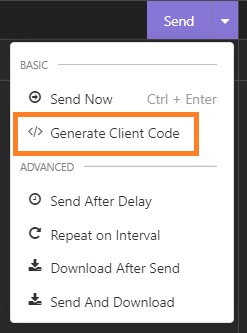 Send
BASIC
Send Now Ctrl + Enter
</> Generate Client Code
ADVANCED
Send After Delay
Repeat on Interval
Download After Send
Send And Download